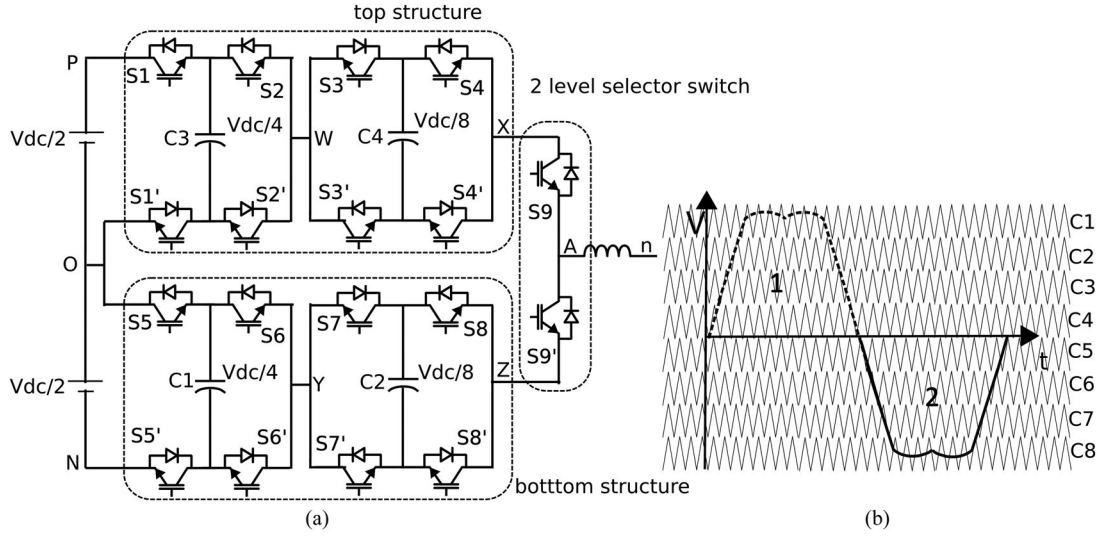 top structure
P
S1
S2
S3
S4
2 level selector switch
Vdc/2
C3
Vdc/4
W
C4
Vdc/8
X
S1'
S2'
S3'
S4'
S9
O
A
n
S5
S6
S7
S8
S9'
Vdc/2
C1
Vdc/4
Y
C2
Vdc/8
Z
S5'
S6'
S7'
S8'
N
botttom structure
(a)
V
1
2
t
C1
C2
C3
C4
C5
C6
C7
C8
(b)